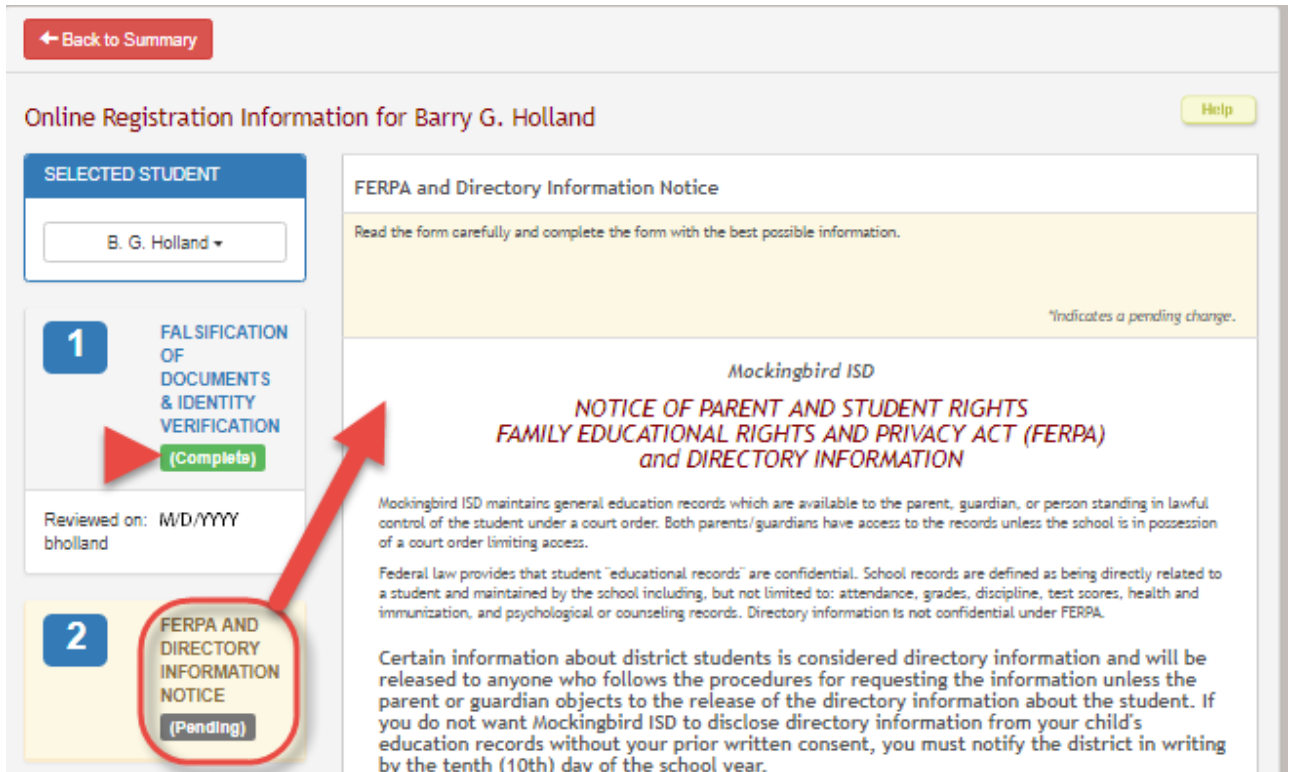 Back to Summary
Online Registration Information for Barry G. Holland
Help
SELECTED STUDENT
B. G. Holland
1
FALSIFICATION
OF
DOCUMENTS
& IDENTITY
VERIFICATION
(Complete)
Reviewed on: M/D/YYYY
bholland
2
FERPA AND
DIRECTORY
INFORMATION
NOTICE
(Pending)
FERPA and Directory Information Notice
Read the form carefully and complete the form with the best possible information.
*Indicates a pending change.
Mockingbird ISD
NOTICE OF PARENT AND STUDENT RIGHTS
FAMILY EDUCATIONAL RIGHTS AND PRIVACY ACT (FERPA)
and DIRECTORY INFORMATION
Mockingbird ISD maintains general education records which are available to the parent, guardian, or person standing in lawful
control of the student under a court order. Both parents/guardians have access to the records unless the school is in possession
of a court order limiting access.
Federal law provides that student "educational records" are confidential. School records are defined as being directly related to
a student and maintained by the school including, but not limited to: attendance, grades, discipline, test scores, health and
immunization, and psychological or counseling records. Directory information is not confidential under FERPA.
Certain information about district students is considered directory information and will be
released to anyone who follows the procedures for requesting the information unless the
parent or guardian objects to the release of the directory information about the student. If
you do not want Mockingbird ISD to disclose directory information from your child's
education records without your prior written consent, you must notify the district in writing
by the tenth (10th) day of the school year.